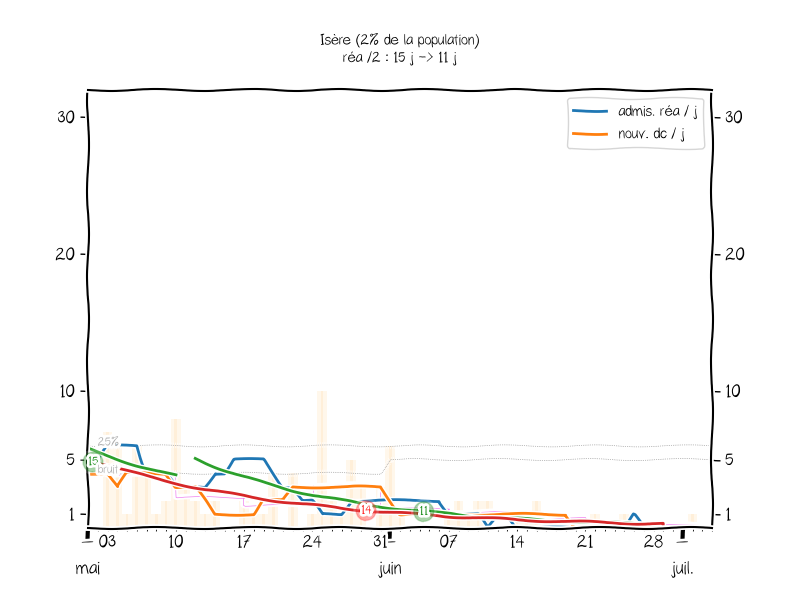 Isère (2% de la population)
réa /2 : 15 j -> 11 j
admis. réa / j
nouv. dc / j
30
30
20
20
10
10
5
5
1
1
25%
bruit
15
14
11
03
10
17
24
31
07
14
21
28
mai
juin
juil.